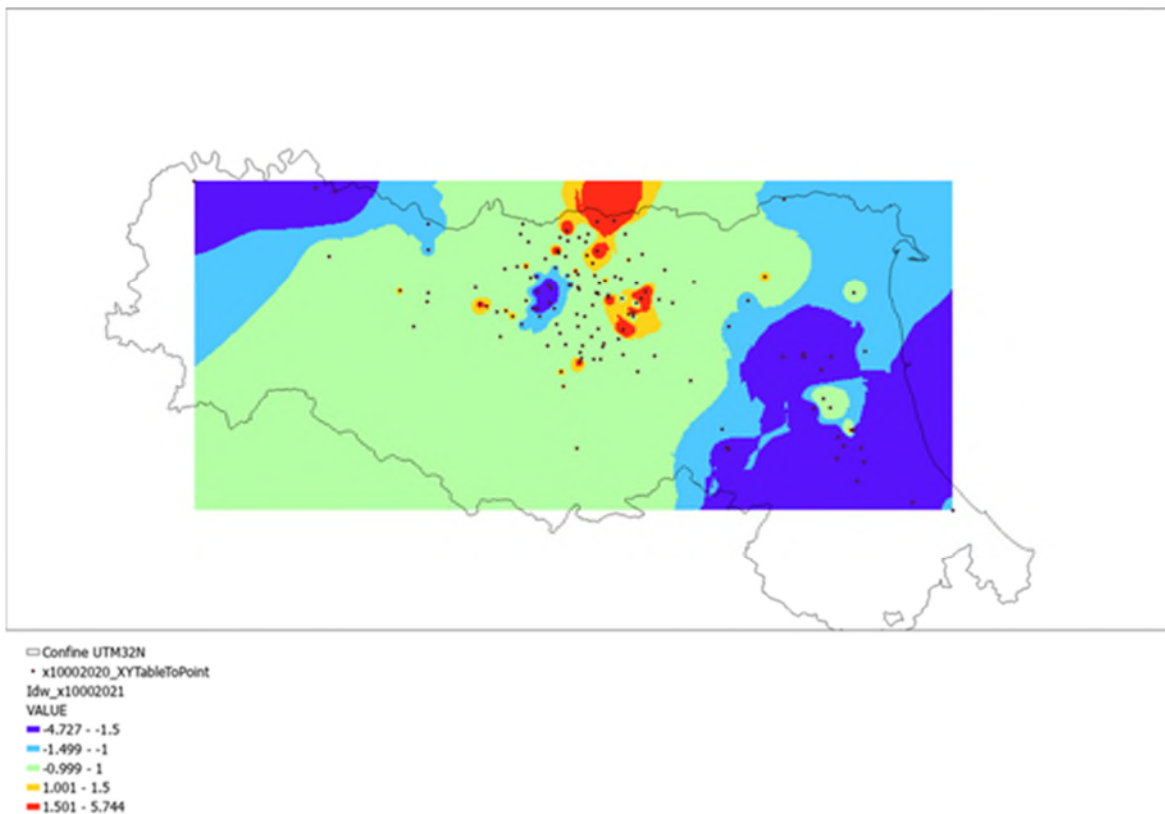 Confine UTM32N
x10002020_XYTableToPoint
Idw_x10002021
VALUE
-4.727 - -1.5
-1.499 - -1
-0.999 - 1
1.001 - 1.5
1.501 - 5.744